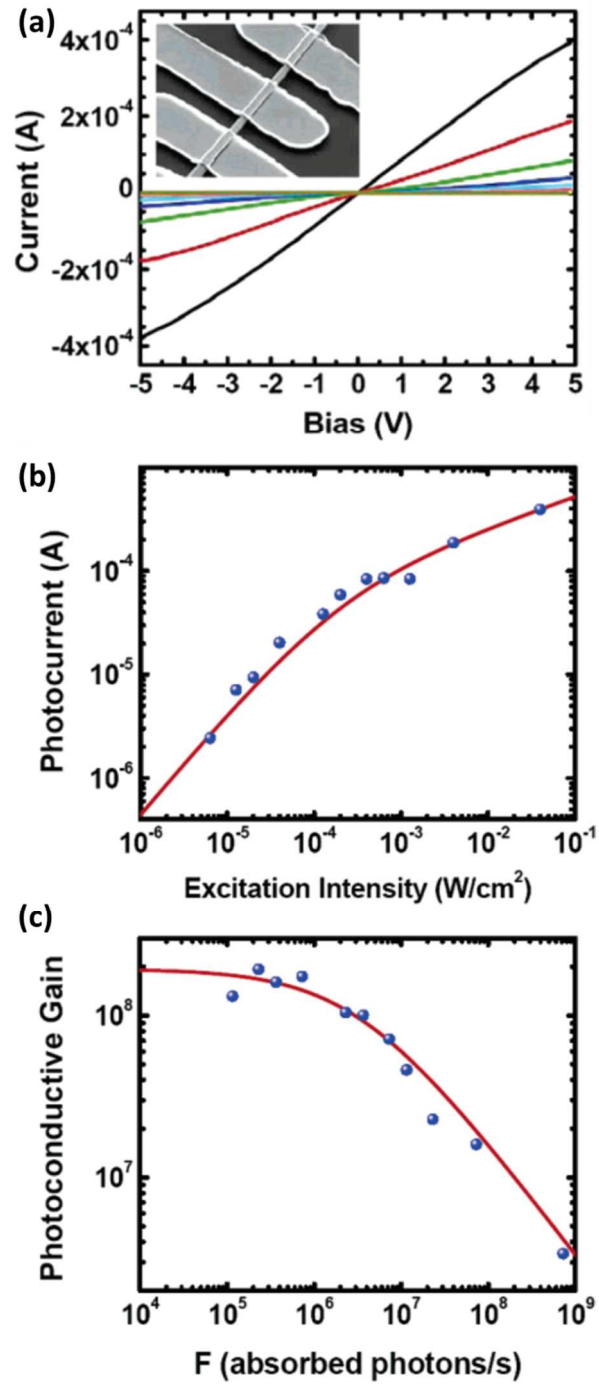 (a)
Current (A)
4x10⁻⁴
2x10⁻⁴
0
-2x10⁻⁴
-4x10⁻⁴
-5 -4 -3 -2 -1 0 1 2 3 4 5
Bias (V)
(b)
Photocurrent (A)
10⁻⁴
10⁻⁵
10⁻⁶
10⁻⁶ 10⁻⁵ 10⁻⁴ 10⁻³ 10⁻² 10⁻¹
Excitation Intensity (W/cm²)
(c)
Photoconductive Gain
10⁸
10⁷
10⁴ 10⁵ 10⁶ 10⁷ 10⁸ 10⁹
F (absorbed photons/s)